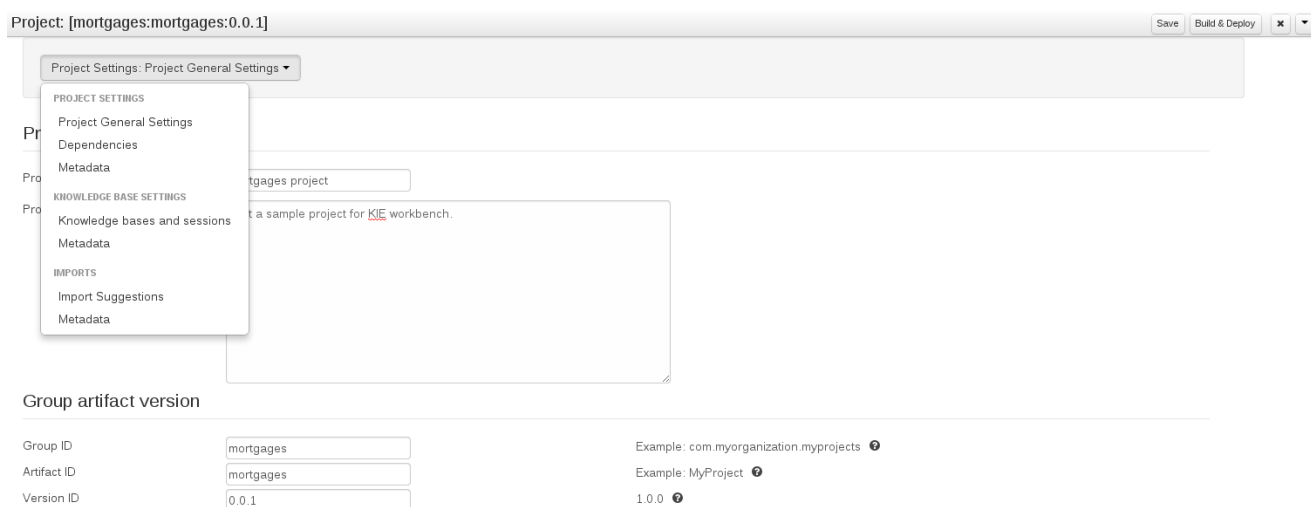 Project: [mortgages:mortgages:0.0.1]
Save Build & Deploy
Project Settings: Project General Settings
PROJECT SETTINGS
Project General Settings
Dependencies
Metadata
KNOWLEDGE BASE SETTINGS
Knowledge bases and sessions
Metadata
IMPORTS
Import Suggestions
Metadata
project
a sample project for KIE workbench.
Group artifact version
Group ID mortgages Example: com.myorganization.myprojects
Artifact ID mortgages Example: MyProject
Version ID 0.0.1 1.0.0